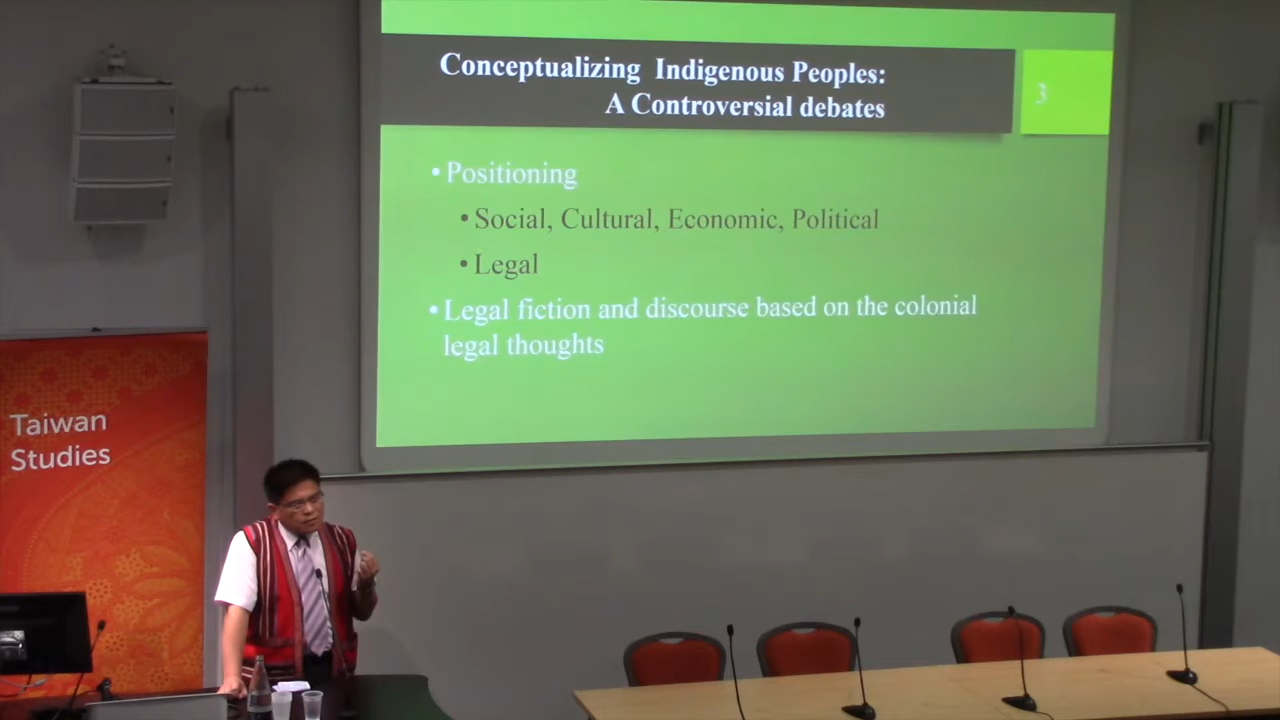 Conceptualizing Indigenous Peoples:
A Controversial debates
3
• Positioning
• Social, Cultural, Economic, Political
• Legal
• Legal fiction and discourse based on the colonial
legal thoughts
Taiwan
Studies